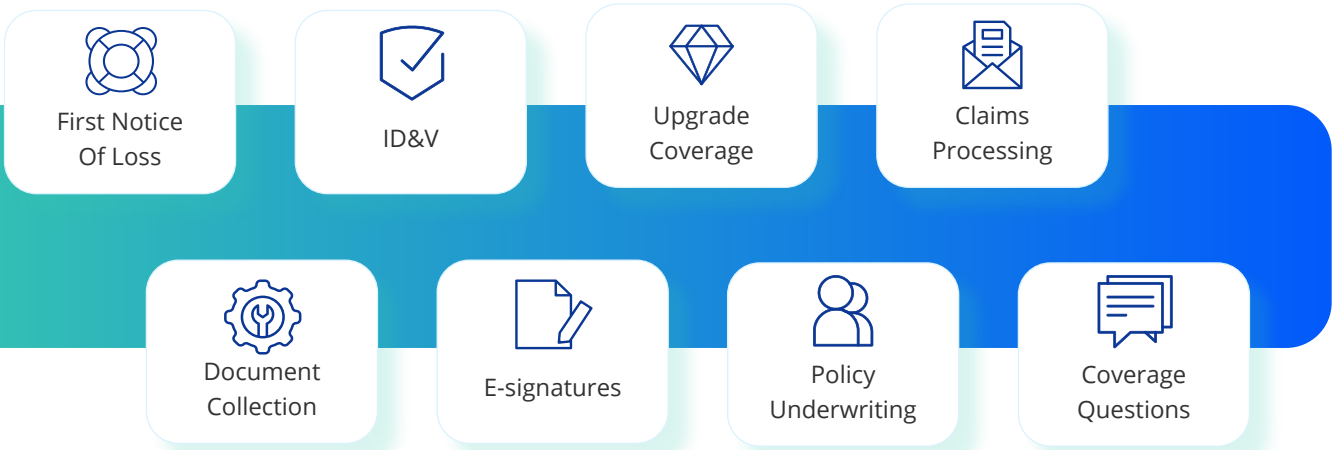 First Notice
Of Loss
ID&V
Upgrade
Coverage
Claims
Processing
Document
Collection
E-signatures
Policy
Underwriting
Coverage
Questions